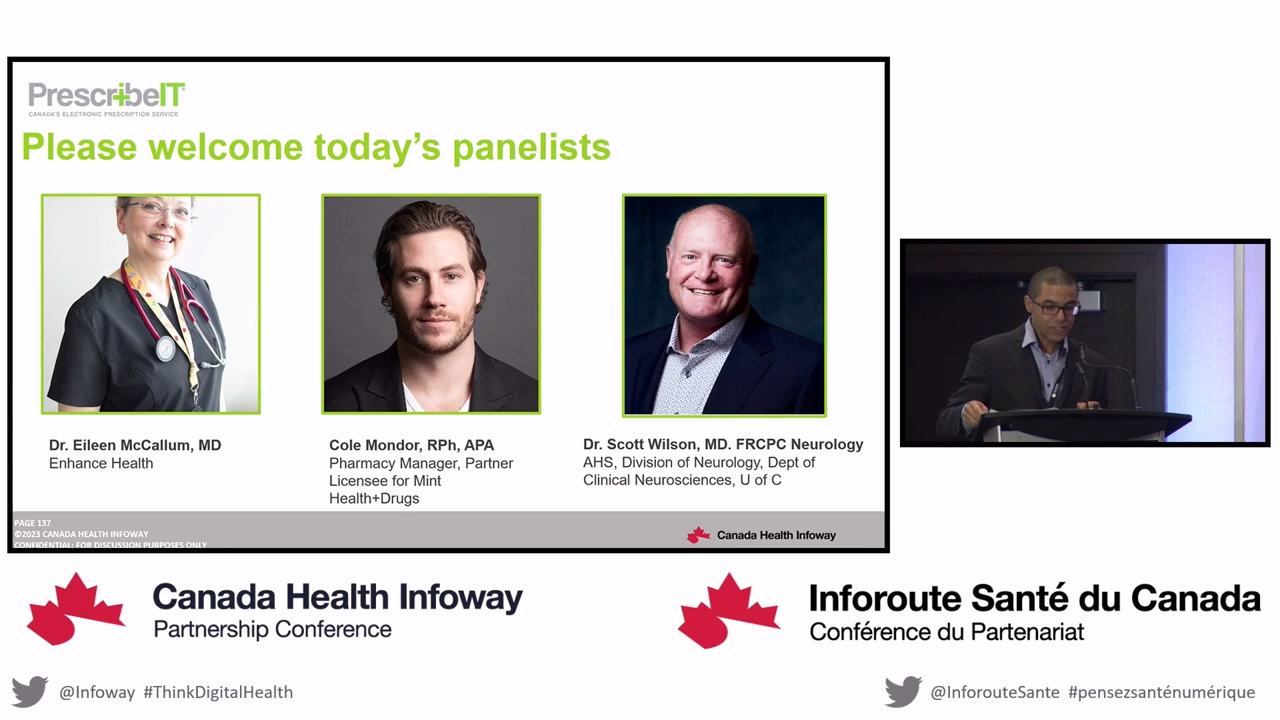 PrescribeIT
CANADA'S ELECTRONIC PRESCRIPTION SERVICE
Please welcome today's panelists
Dr. Eileen McCallum, MD
Enhance Health
Cole Mondor, RPh, APA
Pharmacy Manager, Partner
Licensee for Mint
Health+Drugs
Dr. Scott Wilson, MD. FRCPC Neurology
AHS, Division of Neurology, Dept of
Clinical Neurosciences, U of C
PAGE 137
©2023 CANADA HEALTH INFOWAY
CONFIDENTIAL: FOR DISCUSSION PURPOSES ONLY
Canada Health Infoway
Canada Health Infoway
Partnership Conference
Inforoute Santé du Canada
Conférence du Partenariat
@Infoway #ThinkDigitalHealth
@InforouteSante #pensezsanténumérique